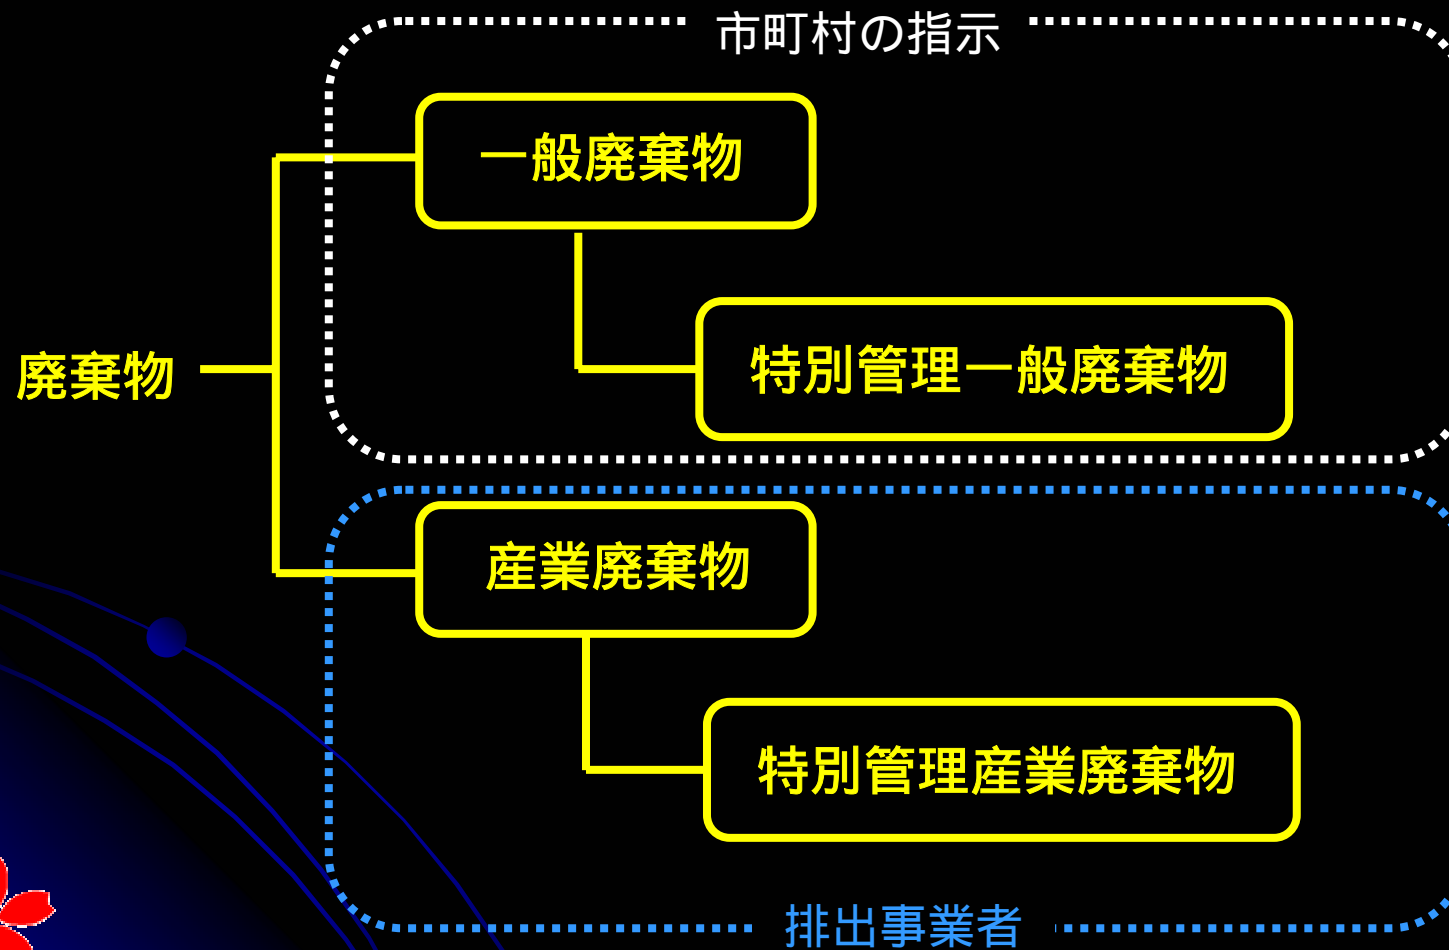 市町村の指示
一般廃棄物
特別管理一般廃棄物
廃棄物
産業廃棄物
特別管理産業廃棄物
排出事業者